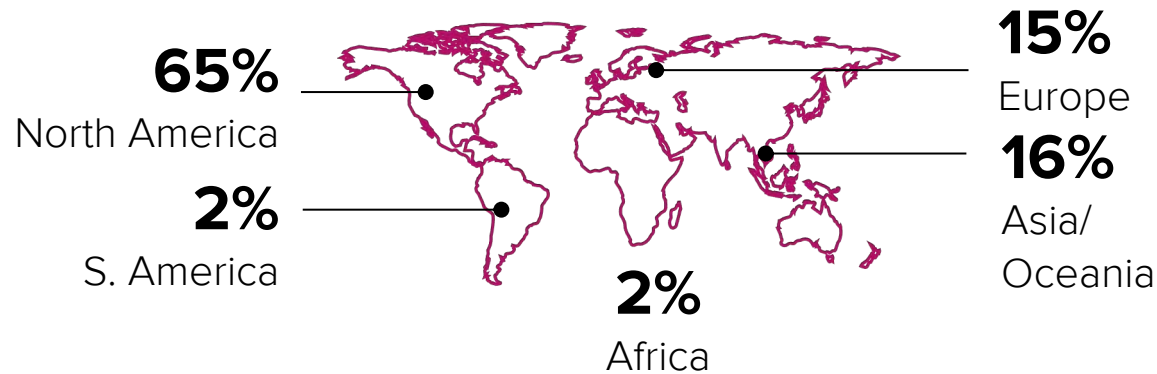 65%
North America
2%
S. America
15%
Europe
16%
Asia/
Oceania
2%
Africa